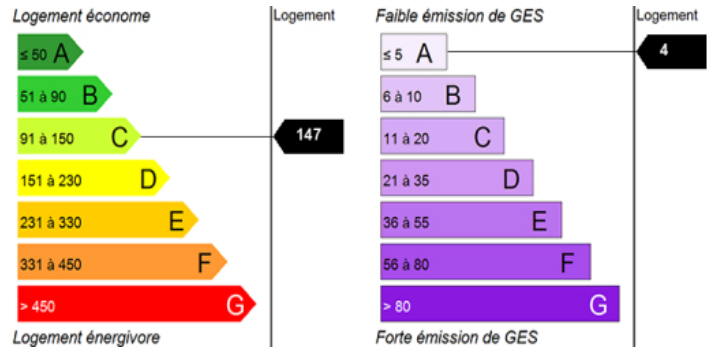 Logement économe
Logement
≤ 50 A
51 à 90 B
91 à 150 C
147
151 à 230 D
231 à 330 E
331 à 450 F
> 450 G
Logement énergivore
Faible émission de GES
Logement
≤ 5 A
4
6 à 10 B
11 à 20 C
21 à 35 D
36 à 55 E
56 à 80 F
> 80 G
Forte émission de GES